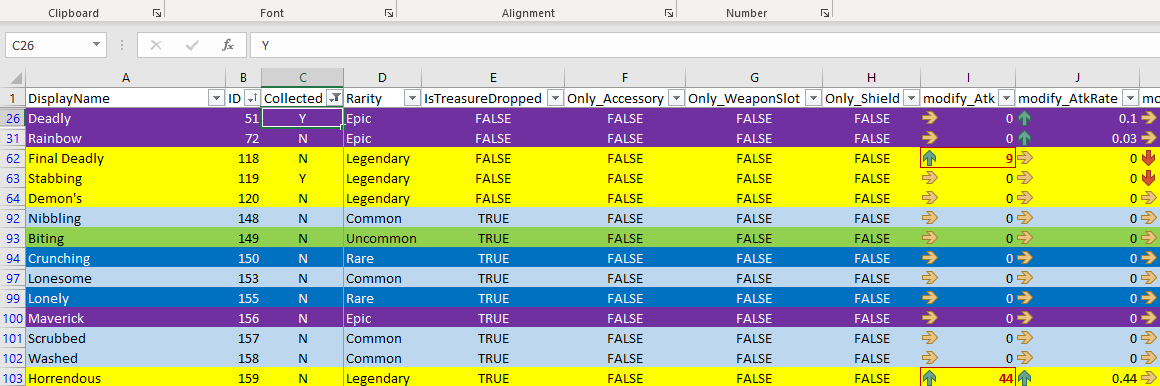 Clipboard Font Alignment Number
C26 fx Y
A B C D E F G H I J
1 DisplayName ID Collected Rarity IsTreasureDropped Only_Accessory Only_WeaponSlot Only_Shield modify_Atk modify_AtkRate mo
26 Deadly 51 Y Epic FALSE FALSE FALSE FALSE 0 0.1
31 Rainbow 72 N Epic FALSE FALSE FALSE FALSE 0 0.03
62 Final Deadly 118 N Legendary FALSE FALSE FALSE FALSE 9 0
63 Stabbing 119 Y Legendary FALSE FALSE FALSE FALSE 0 0
64 Demon's 120 N Legendary FALSE FALSE FALSE FALSE 0 0
92 Nibbling 148 N Common TRUE FALSE FALSE FALSE 0 0
93 Biting 149 N Uncommon TRUE FALSE FALSE FALSE 0 0
94 Crunching 150 N Rare TRUE FALSE FALSE FALSE 0 0
97 Lonesome 153 N Common TRUE FALSE FALSE FALSE 0 0
99 Lonely 155 N Rare TRUE FALSE FALSE FALSE 0 0
100 Maverick 156 N Epic TRUE FALSE FALSE FALSE 0 0
101 Scrubbed 157 N Common TRUE FALSE FALSE FALSE 0 0
102 Washed 158 N Common TRUE FALSE FALSE FALSE 0 0
103 Horrendous 159 N Legendary TRUE FALSE FALSE FALSE 44 0.44